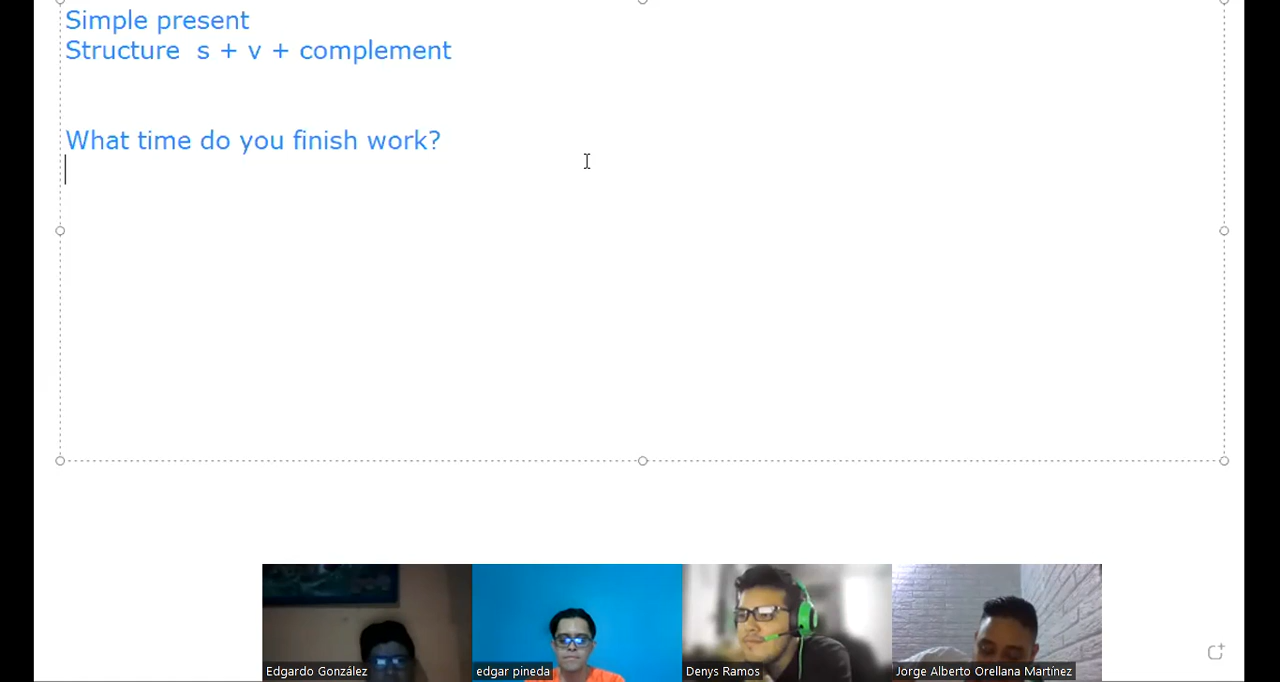 Simple present
Structure  s + v + complement
What time do you finish work?
Edgardo González
edgar pineda
Denys Ramos
Jorge Alberto Orellana Martínez